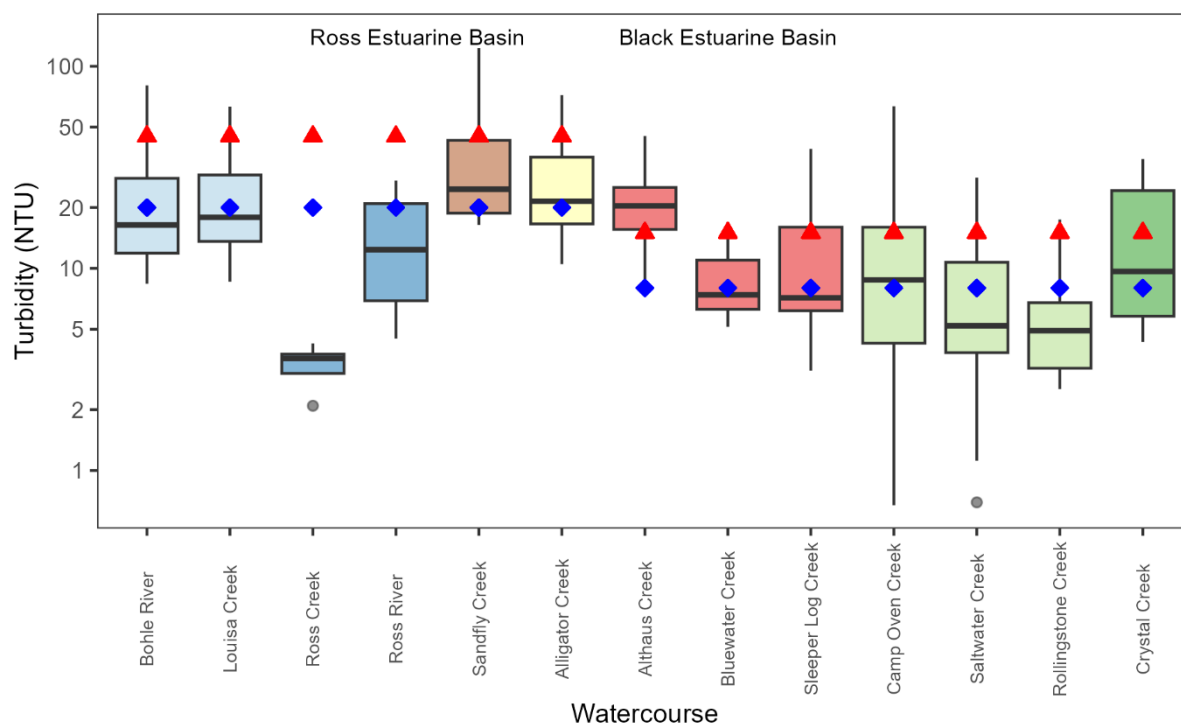 Ross Estuarine Basin
Black Estuarine Basin
Turbidity (NTU)
100
50
20
10
5
2
1
Bohle River
Louisa Creek
Ross Creek
Ross River
Sandfly Creek
Alligator Creek
Althaus Creek
Bluewater Creek
Sleeper Log Creek
Camp Oven Creek
Saltwater Creek
Rollingstone Creek
Crystal Creek
Watercourse